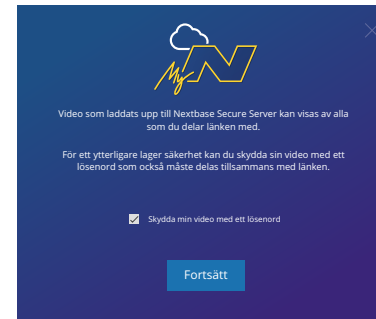 My N
Video som laddats upp till Nextbase Secure Server kan visas av alla
som du delar länken med.
För ett ytterligare lager säkerhet kan du skydda sin video med ett
lösenord som också måste delas tillsammans med länken.
Skydda min video med ett lösenord
Fortsätt